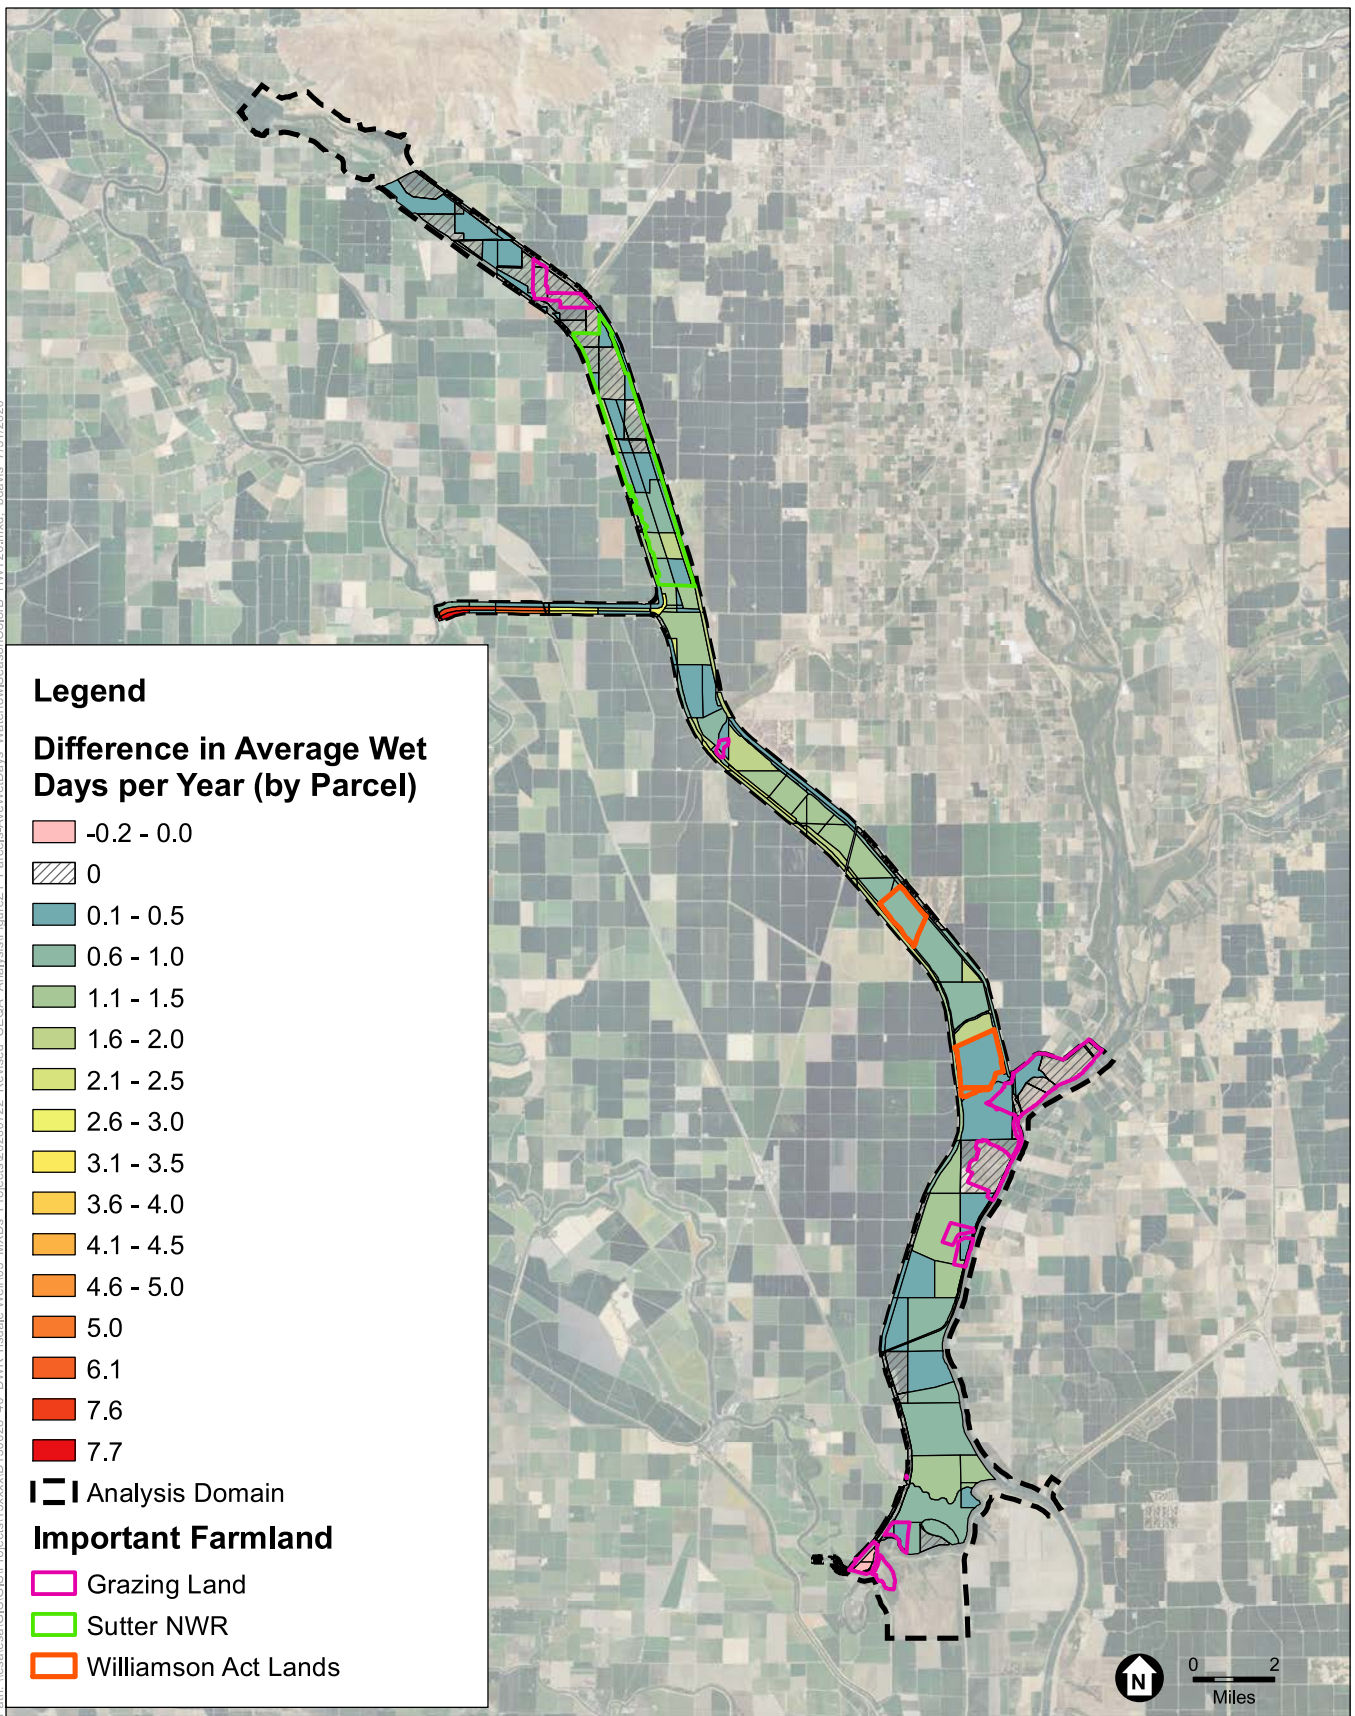 Legend
Difference in Average Wet
Days per Year (by Parcel)
-0.2 - 0.0
0
0.1 - 0.5
0.6 - 1.0
1.1 - 1.5
1.6 - 2.0
2.1 - 2.5
2.6 - 3.0
3.1 - 3.5
3.6 - 4.0
4.1 - 4.5
4.6 - 5.0
5.0
6.1
7.6
7.7
Analysis Domain
Important Farmland
Grazing Land
Sutter NWR
Williamson Act Lands
N
0 2
Miles